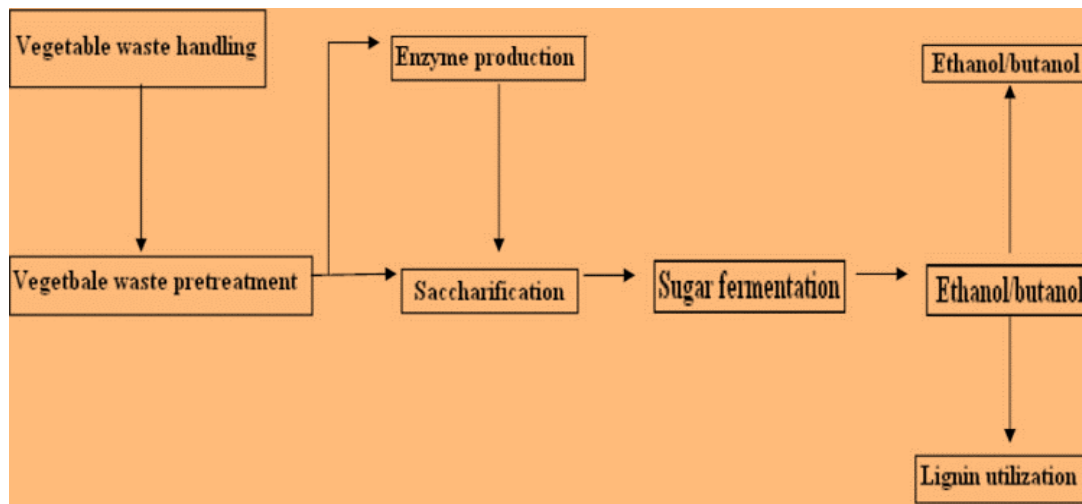 Vegetable waste handling
Enzyme production
Ethanol/butanol
Vegetbale waste pretreatment
Saccharification
Sugar fermentation
Ethanol/butanol
Lignin utilization